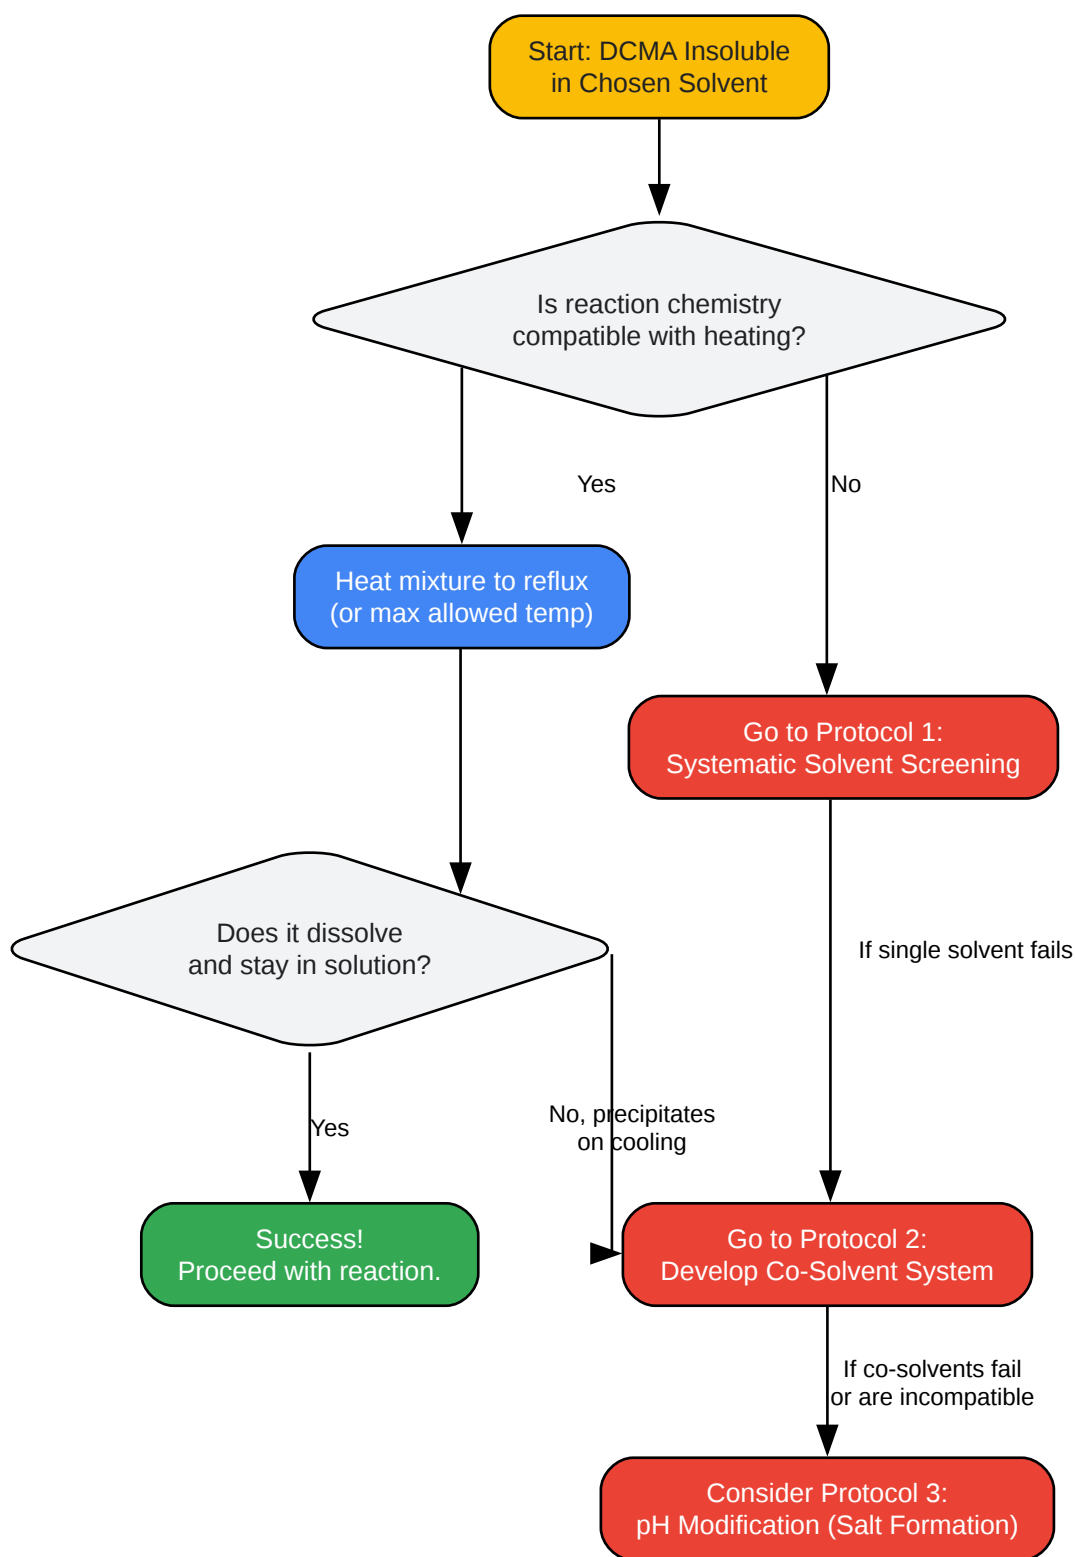 Start: DCMA Insoluble
in Chosen Solvent
Is reaction chemistry
compatible with heating?
Yes
No
Heat mixture to reflux
(or max allowed temp)
Go to Protocol 1:
Systematic Solvent Screening
Does it dissolve
and stay in solution?
If single solvent fails
Yes
No, precipitates
on cooling
Success!
Proceed with reaction.
Go to Protocol 2:
Develop Co-Solvent System
If co-solvents fail
or are incompatible
Consider Protocol 3:
pH Modification (Salt Formation)